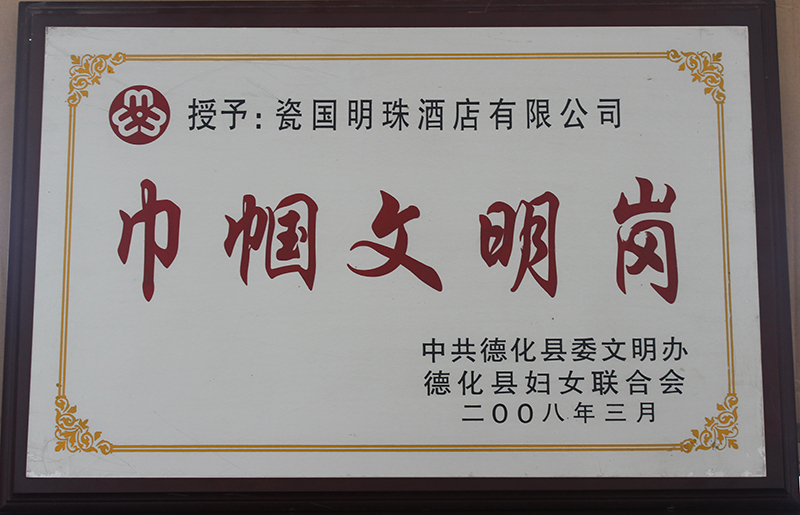 授予：瓷国明珠酒店有限公司
巾帼文明岗
中共德化县委文明办
德化县妇女联合会
二〇〇八年三月